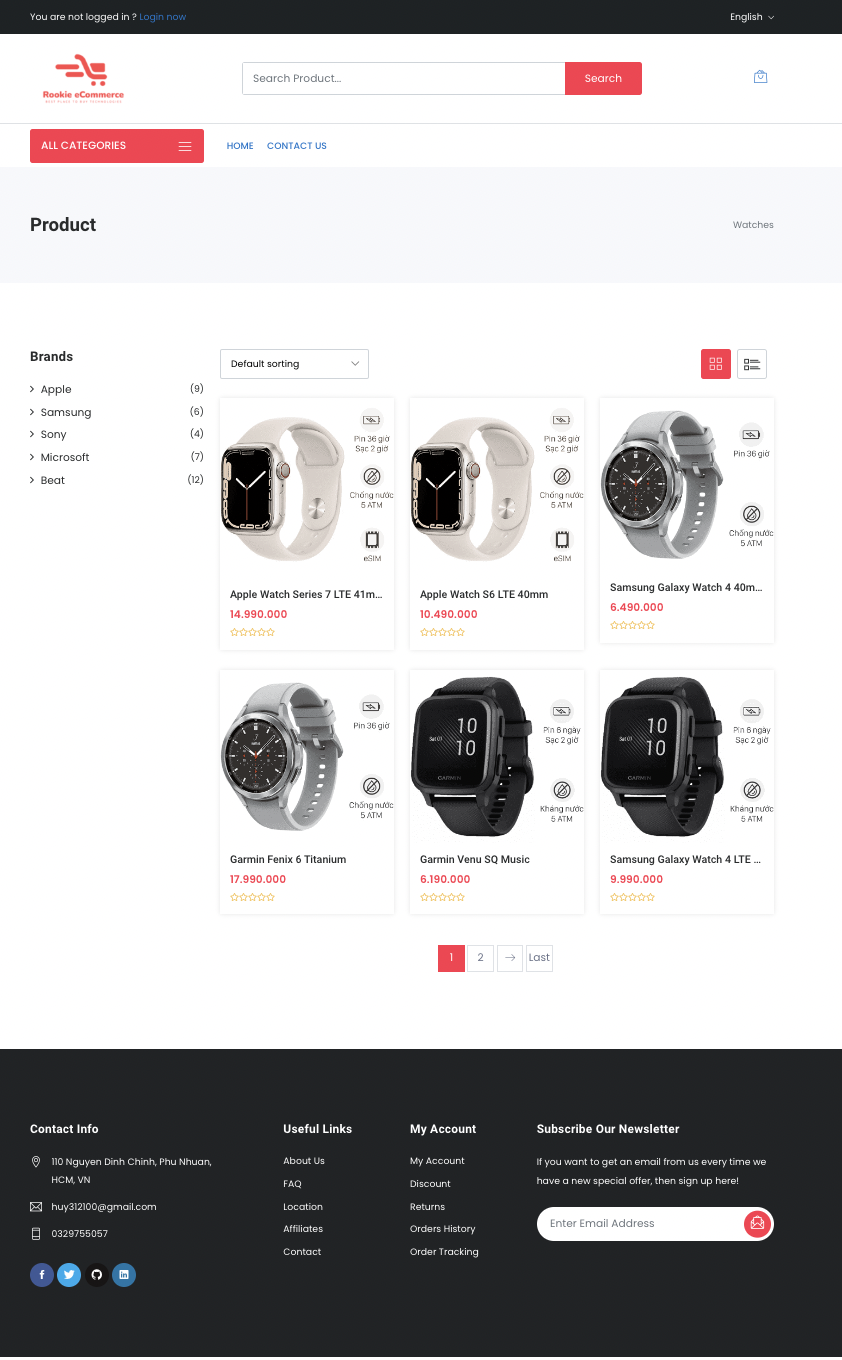 You are not logged in ? Login now
English
Rookie eCommerce
BEST PLACE TO BUY TECHNOLOGIES
Search Product...
Search
ALL CATEGORIES
HOME
CONTACT US
Product
Watches
Brands
Apple (9)
Samsung (6)
Sony (4)
Microsoft (7)
Beat (12)
Default sorting
Pin 36 giờ
Sạc 2 giờ
Chống nước
5 ATM
eSIM
Apple Watch Series 7 LTE 41m...
14.990.000
Pin 36 giờ
Sạc 2 giờ
Chống nước
5 ATM
eSIM
Apple Watch S6 LTE 40mm
10.490.000
Pin 36 giờ
Chống nước
5 ATM
Samsung Galaxy Watch 4 40m...
6.490.000
Pin 36 giờ
Chống nước
5 ATM
Garmin Fenix 6 Titanium
17.990.000
10
10
GARMIN
Pin 6 ngày
Sạc 2 giờ
Kháng nước
5 ATM
Garmin Venu SQ Music
6.190.000
10
10
GARMIN
Pin 6 ngày
Sạc 2 giờ
Kháng nước
5 ATM
Samsung Galaxy Watch 4 LTE ...
9.990.000
1 2 → Last
Contact Info
110 Nguyen Dinh Chinh, Phu Nhuan,
HCM, VN
huy312100@gmail.com
0329755057
Useful Links
About Us
FAQ
Location
Affiliates
Contact
My Account
My Account
Discount
Returns
Orders History
Order Tracking
Subscribe Our Newsletter
If you want to get an email from us every time we
have a new special offer, then sign up here!
Enter Email Address